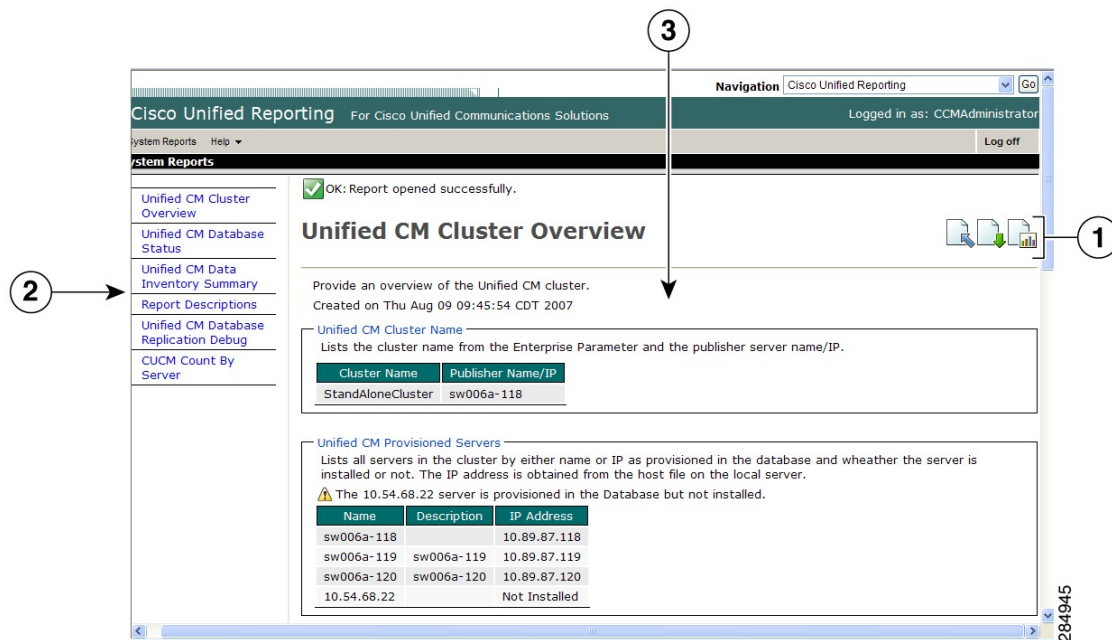 3
Navigation Cisco Unified Reporting Go
Cisco Unified Reporting For Cisco Unified Communications Solutions Logged in as: CCMAdministrator
ystem Reports Help Log off
ystem Reports
OK: Report opened successfully.
Unified CM Cluster
Overview
Unified CM Database
Status
Unified CM Data
Inventory Summary
Report Descriptions
Unified CM Database
Replication Debug
CUCM Count By
Server
2
Unified CM Cluster Overview
1
Provide an overview of the Unified CM cluster.
Created on Thu Aug 09 09:45:54 CDT 2007
Unified CM Cluster Name
Lists the cluster name from the Enterprise Parameter and the publisher server name/IP.
Cluster Name Publisher Name/IP
StandAloneCluster sw006a-118
Unified CM Provisioned Servers
Lists all servers in the cluster by either name or IP as provisioned in the database and wheather the server is
installed or not. The IP address is obtained from the host file on the local server.
The 10.54.68.22 server is provisioned in the Database but not installed.
Name Description IP Address
sw006a-118 10.89.87.118
sw006a-119 sw006a-119 10.89.87.119
sw006a-120 sw006a-120 10.89.87.120
10.54.68.22 Not Installed
284945